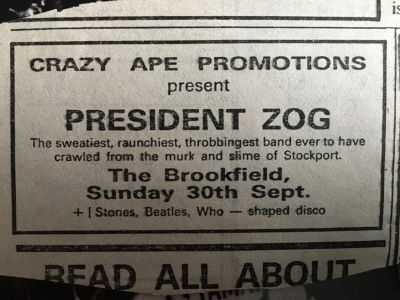 is
CRAZY APE PROMOTIONS
present
PRESIDENT ZOG
The sweatiest, raunchiest, throbbingest band ever to have
crawled from the murk and slime of Stockport.
The Brookfield,
Sunday 30th Sept.
+ | Stones, Beatles, Who — shaped disco
READ ALL ABOUT